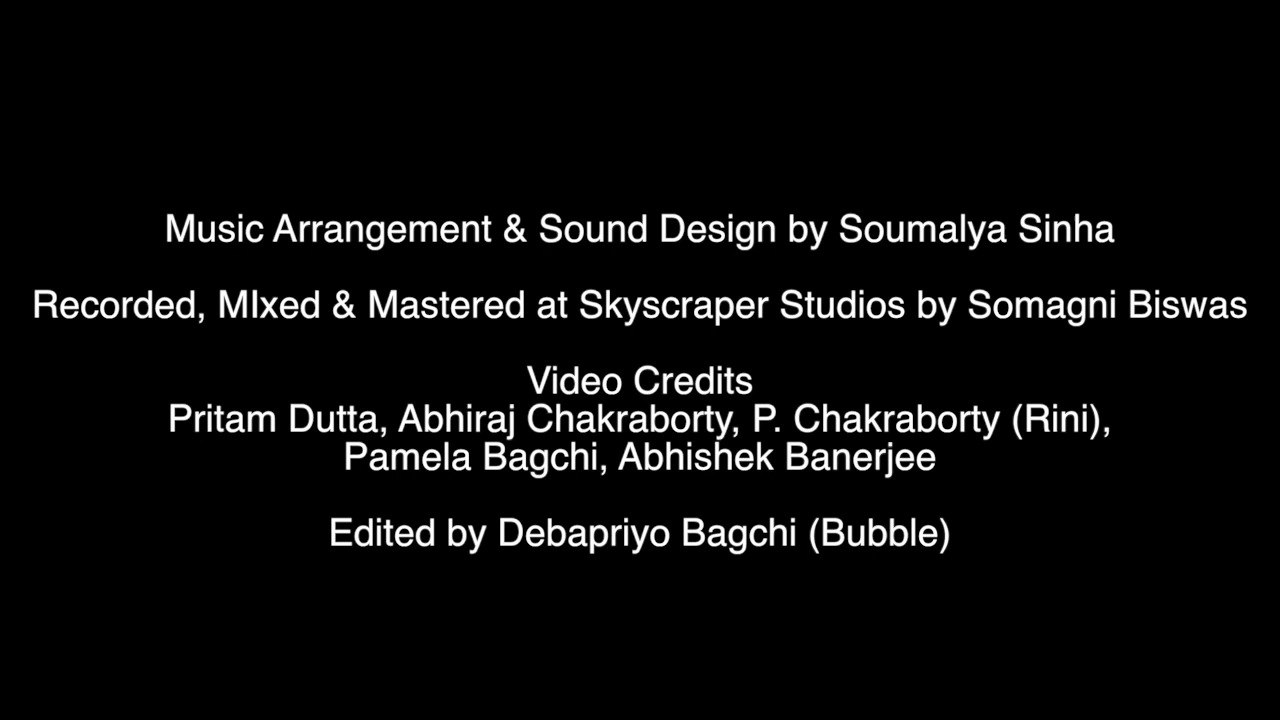 Music Arrangement & Sound Design by Soumalya Sinha
Recorded, MIxed & Mastered at Skyscraper Studios by Somagni Biswas
Video Credits
Pritam Dutta, Abhiraj Chakraborty, P. Chakraborty (Rini),
Pamela Bagchi, Abhishek Banerjee
Edited by Debapriyo Bagchi (Bubble)